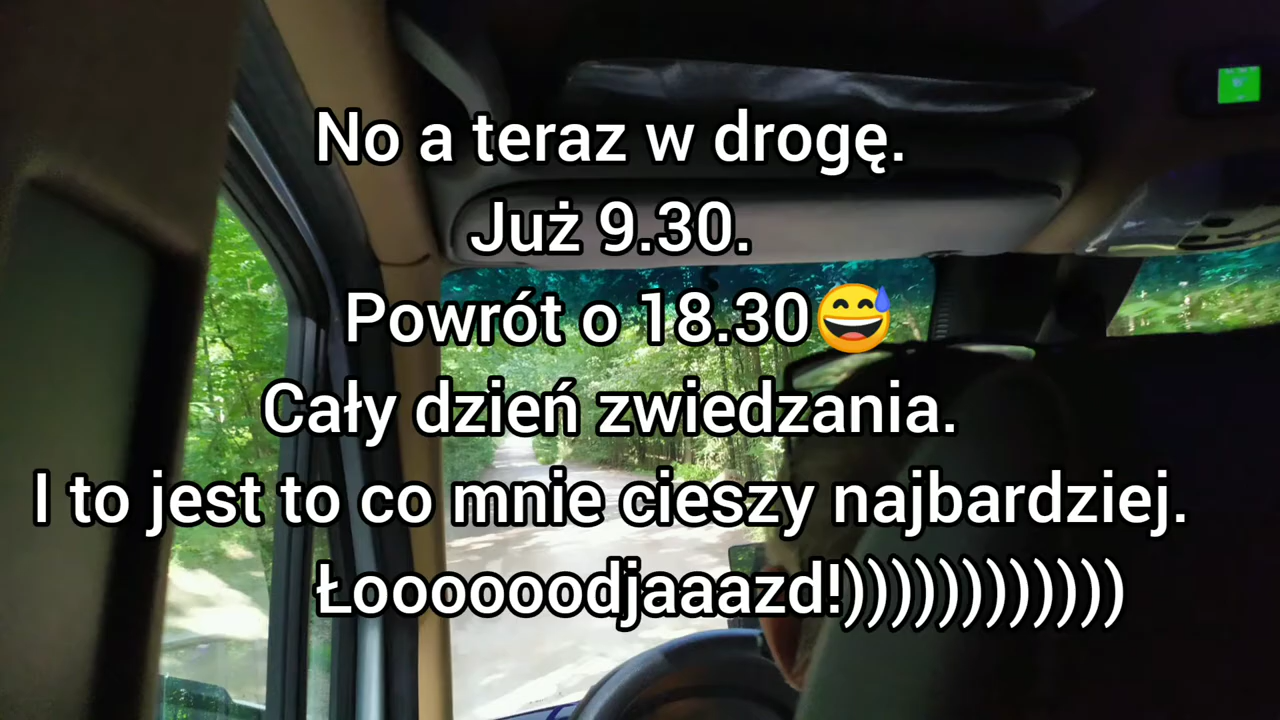 No a teraz w drogę.
Już 9.30.
Powrót o 18.30😅
Cały dzień zwiedzania.
I to jest to co mnie cieszy najbardziej.
Łoooooodjaaazd!))))))))))))